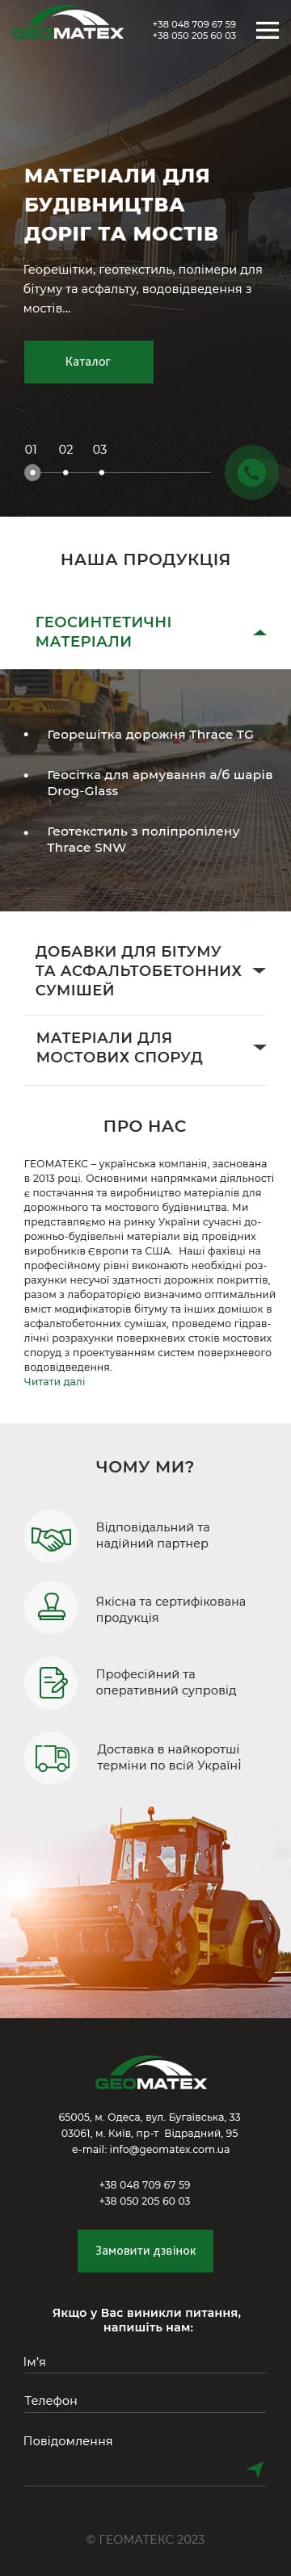 GEOMATEX
+38 048 709 67 59
+38 050 205 60 03
МАТЕРІАЛИ ДЛЯ
БУДІВНИЦТВА
ДОРІГ ТА МОСТІВ
Георешітки, геотекстиль, полімери для
бітуму та асфальту, водовідведення з
мостів...
Каталог
01 02 03
НАША ПРОДУКЦІЯ
ГЕОСИНТЕТИЧНІ
МАТЕРІАЛИ
• Георешітка дорожня Thrace TG
• Геосітка для армування а/б шарів
Drog-Glass
• Геотекстиль з поліпропілену
Thrace SNW
ДОБАВКИ ДЛЯ БІТУМУ
ТА АСФАЛЬТОБЕТОННИХ
СУМІШЕЙ
МАТЕРІАЛИ ДЛЯ
МОСТОВИХ СПОРУД
ПРО НАС
ГЕОМАТЕКС – українська компанія, заснована
в 2013 році. Основними напрямками діяльності
є постачання та виробництво матеріалів для
дорожнього та мостового будівництва. Ми
представляємо на ринку України сучасні до-
рожньо-будівельні матеріали від провідних
виробників Європи та США. Наші фахівці на
професійному рівні виконають необхідні роз-
рахунки несучої здатності дорожніх покриттів,
разом з лабораторією визначимо оптимальний
вміст модифікаторів бітуму та інших домішок в
асфальтобетонних сумішах, проведемо гідрав-
лічні розрахунки поверхневих стоків мостових
споруд з проектуванням систем поверхневого
водовідведення.
Читати далі
ЧОМУ МИ?
Відповідальний та
надійний партнер
Якісна та сертифікована
продукція
Професійний та
оперативний супровід
Доставка в найкоротші
терміни по всій Україні
GEOMATEX
65005, м. Одеса, вул. Бугаївська, 33
03061, м. Київ, пр-т Відрадний, 95
e-mail: info@geomatex.com.ua
+38 048 709 67 59
+38 050 205 60 03
Замовити дзвінок
Якщо у Вас виникли питання,
напишіть нам:
Ім'я
Телефон
Повідомлення
© ГЕОМАТЕКС 2023